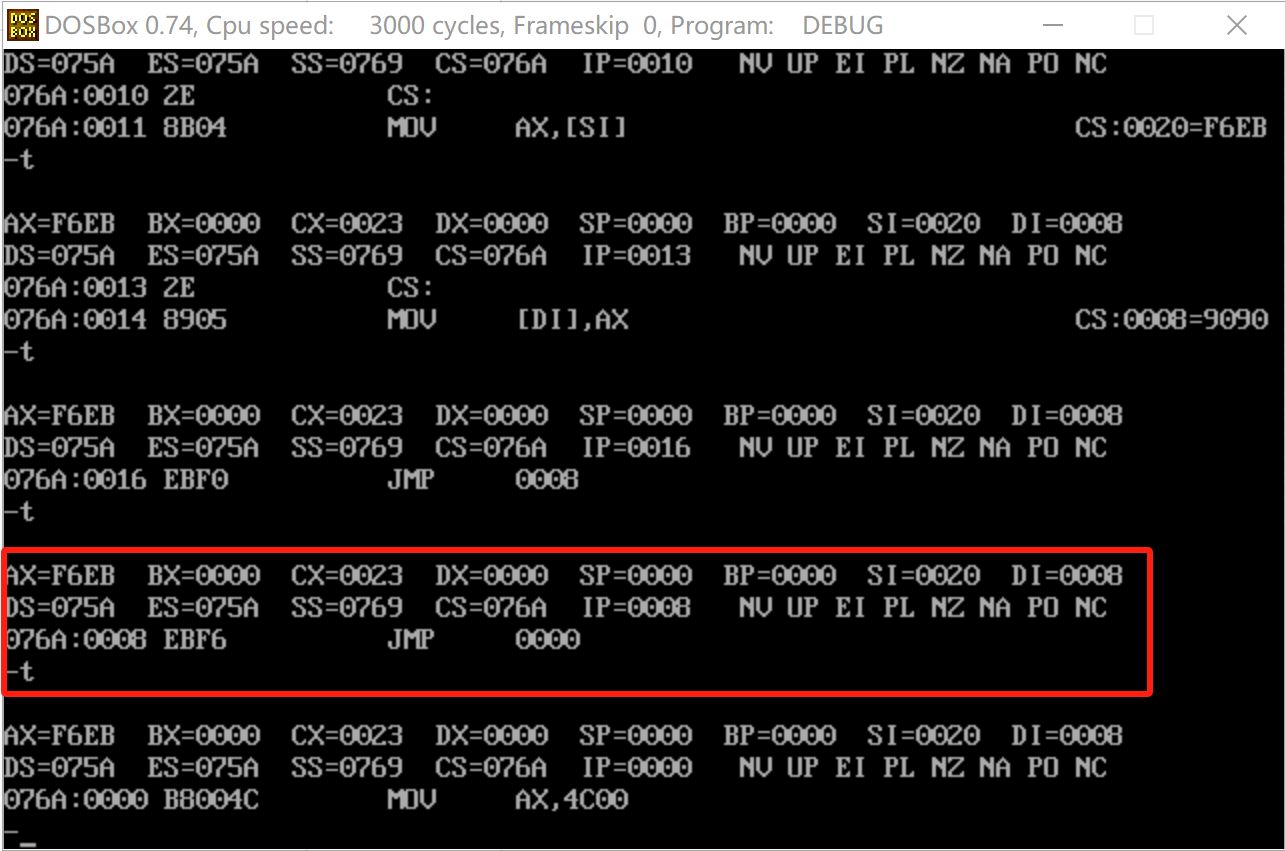 DOS BOX DOSBox 0.74, Cpu speed: 3000 cycles, Frameskip 0, Program: DEBUG
DS=075A ES=075A SS=0769 CS=076A IP=0010 NV UP EI PL NZ NA PO NC
076A:0010 2E CS:
076A:0011 8B04 MOV AX,[SI] CS:0020=F6EB
-t
AX=F6EB BX=0000 CX=0023 DX=0000 SP=0000 BP=0000 SI=0020 DI=0008
DS=075A ES=075A SS=0769 CS=076A IP=0013 NV UP EI PL NZ NA PO NC
076A:0013 2E CS:
076A:0014 8905 MOV [DI],AX CS:0008=9090
-t
AX=F6EB BX=0000 CX=0023 DX=0000 SP=0000 BP=0000 SI=0020 DI=0008
DS=075A ES=075A SS=0769 CS=076A IP=0016 NV UP EI PL NZ NA PO NC
076A:0016 EBF0 JMP 0008
-t
AX=F6EB BX=0000 CX=0023 DX=0000 SP=0000 BP=0000 SI=0020 DI=0008
DS=075A ES=075A SS=0769 CS=076A IP=0008 NV UP EI PL NZ NA PO NC
076A:0008 EBF6 JMP 0000
-t
AX=F6EB BX=0000 CX=0023 DX=0000 SP=0000 BP=0000 SI=0020 DI=0008
DS=075A ES=075A SS=0769 CS=076A IP=0000 NV UP EI PL NZ NA PO NC
076A:0000 B8004C MOV AX,4C00
-_